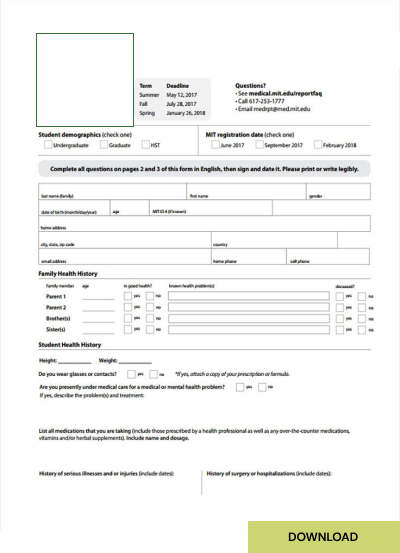 Term Deadline
Summer May 12, 2017
Fall July 28, 2017
Spring January 26, 2018
Questions?
• See medical.mit.edu/reportfaq
• Call 617-253-1777
• Email medrpt@med.mit.edu
Student demographics (check one)
Undergraduate Graduate HST
MIT registration date (check one)
June 2017 September 2017 February 2018
Complete all questions on pages 2 and 3 of this form in English, then sign and date it. Please print or write legibly.
last name (family) first name gender
date of birth (month/day/year) age MIT ID # (if known)
home address
city, state, zip code country
email address home phone cell phone
Family Health History
Family member age in good health? known health problem(s) deceased?
Parent 1 yes no yes no
Parent 2 yes no yes no
Brother(s) yes no yes no
Sister(s) yes no yes no
Student Health History
Height: Weight:
Do you wear glasses or contacts? yes no *If yes, attach a copy of your prescription or formula.
Are you presently under medical care for a medical or mental health problem? yes no
If yes, describe the problem(s) and treatment:
List all medications that you are taking (include those prescribed by a health professional as well as any over-the-counter medications,
vitamins and/or herbal supplements). Include name and dosage.
History of serious illnesses and or injuries (include dates): History of surgery or hospitalizations (include dates):
DOWNLOAD